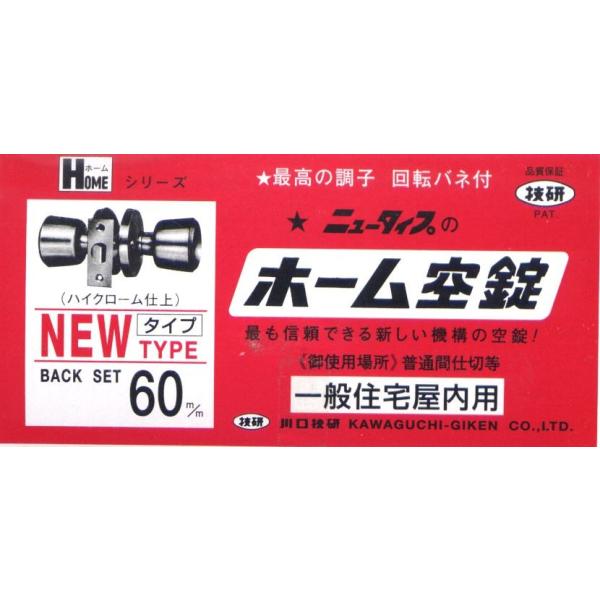 ホーム
HOME シリーズ
(ハイクローム仕上)
NEW タイプ
TYPE
BACK SET 60 m/m
★最高の調子 回転バネ付
品質保証
技研
PAT.
★ ニュータイプの
ホーム空錠
最も信頼できる新しい機構の空錠!
《御使用場所》普通間仕切等
一般住宅屋内用
技研 川口技研 KAWAGUCHI-GIKEN CO.,LTD.